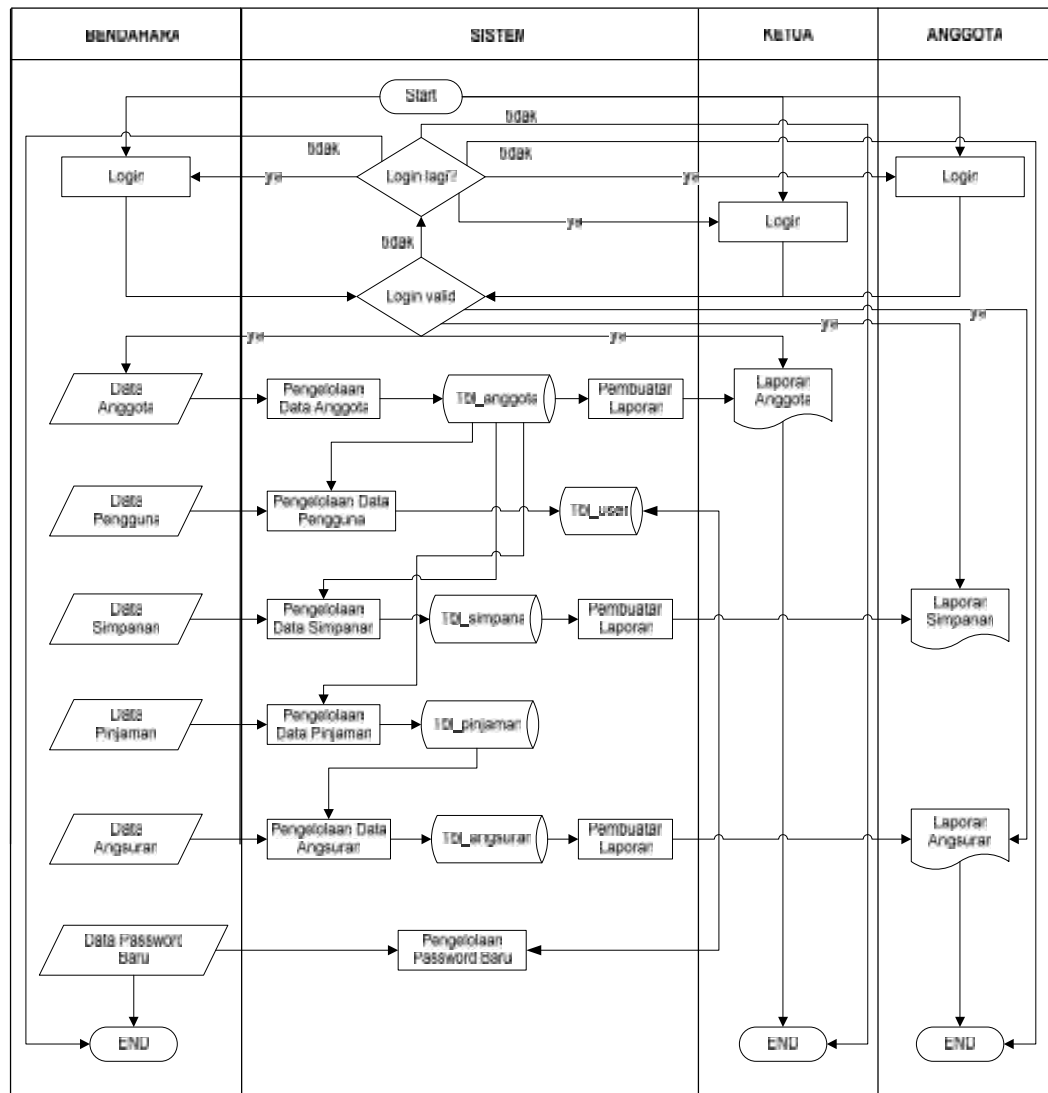 BENDAHARA
SISTEM
KETUA
ANGGOTA
Start
tidak
tidak
tidak
Login
ya
Login lagi?
ya
Login
ya
Login
tidak
Login valid
ya
ya
ya
ya
Data
Anggota
Pengelolaan
Data Anggota
Tbl_anggota
Pembuatan
Laporan
Laporan
Anggota
Data
Pengguna
Pengelolaan Data
Pengguna
Tbl_user
Data
Simpanan
Pengelolaan
Data Simpanan
Tbl_simpana
Pembuatan
Laporan
Laporan
Simpanan
Data
Pinjaman
Pengelolaan
Data Pinjaman
Tbl_pinjaman
Data
Angsuran
Pengelolaan Data
Angsuran
Tbl_angsuran
Pembuatan
Laporan
Laporan
Angsuran
Data Password
Baru
Pengelolaan
Password Baru
END
END
END